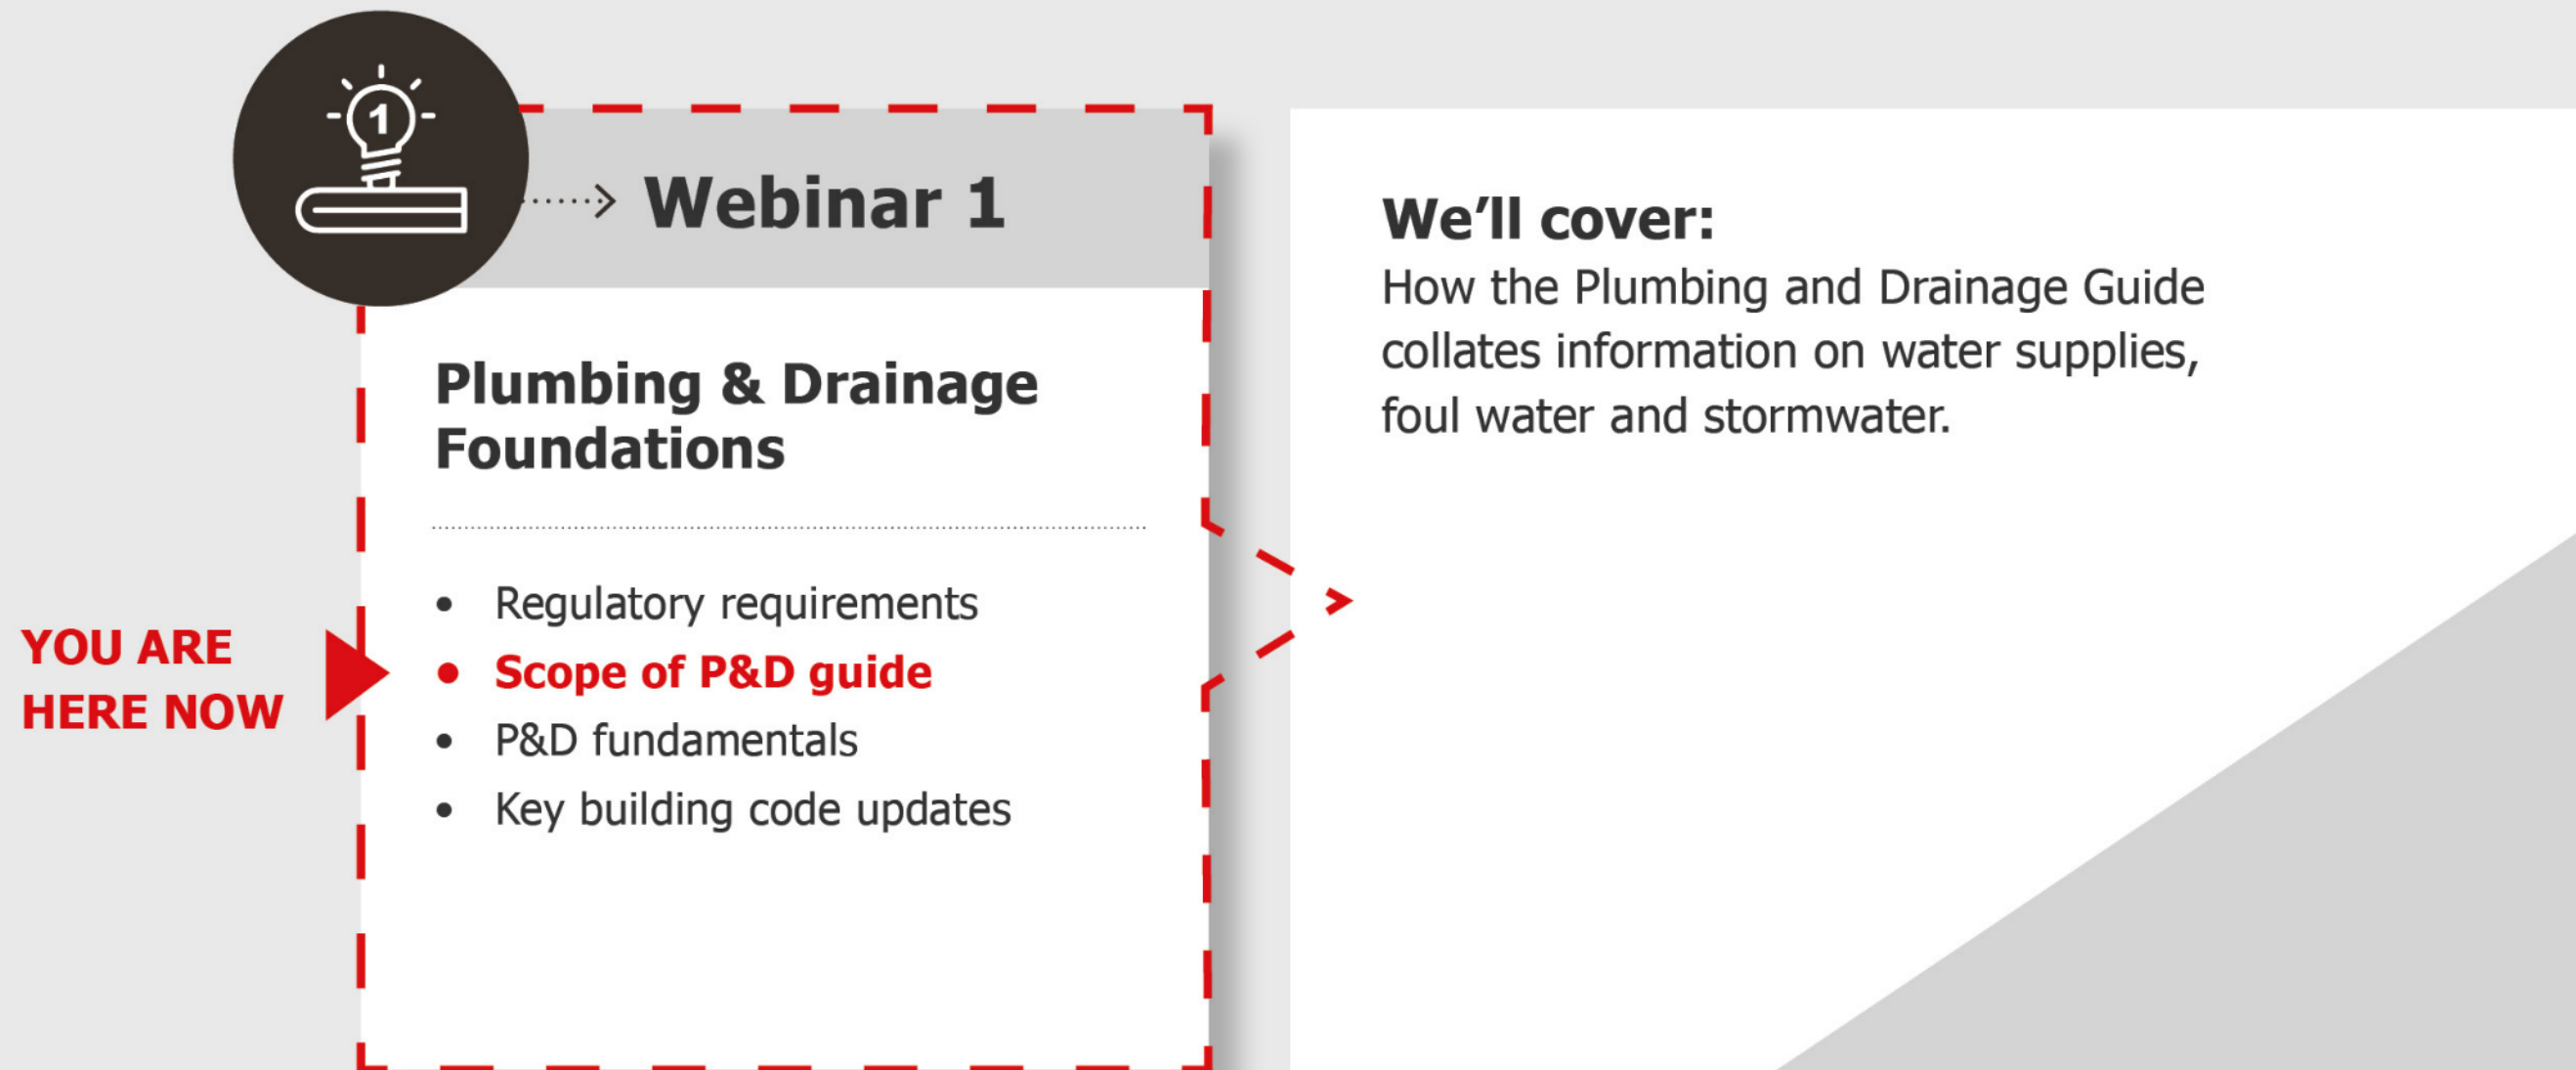 1
Webinar 1
Plumbing & Drainage
Foundations
• Regulatory requirements
• Scope of P&D guide
• P&D fundamentals
• Key building code updates
YOU ARE
HERE NOW
We’ll cover:
How the Plumbing and Drainage Guide
collates information on water supplies,
foul water and stormwater.